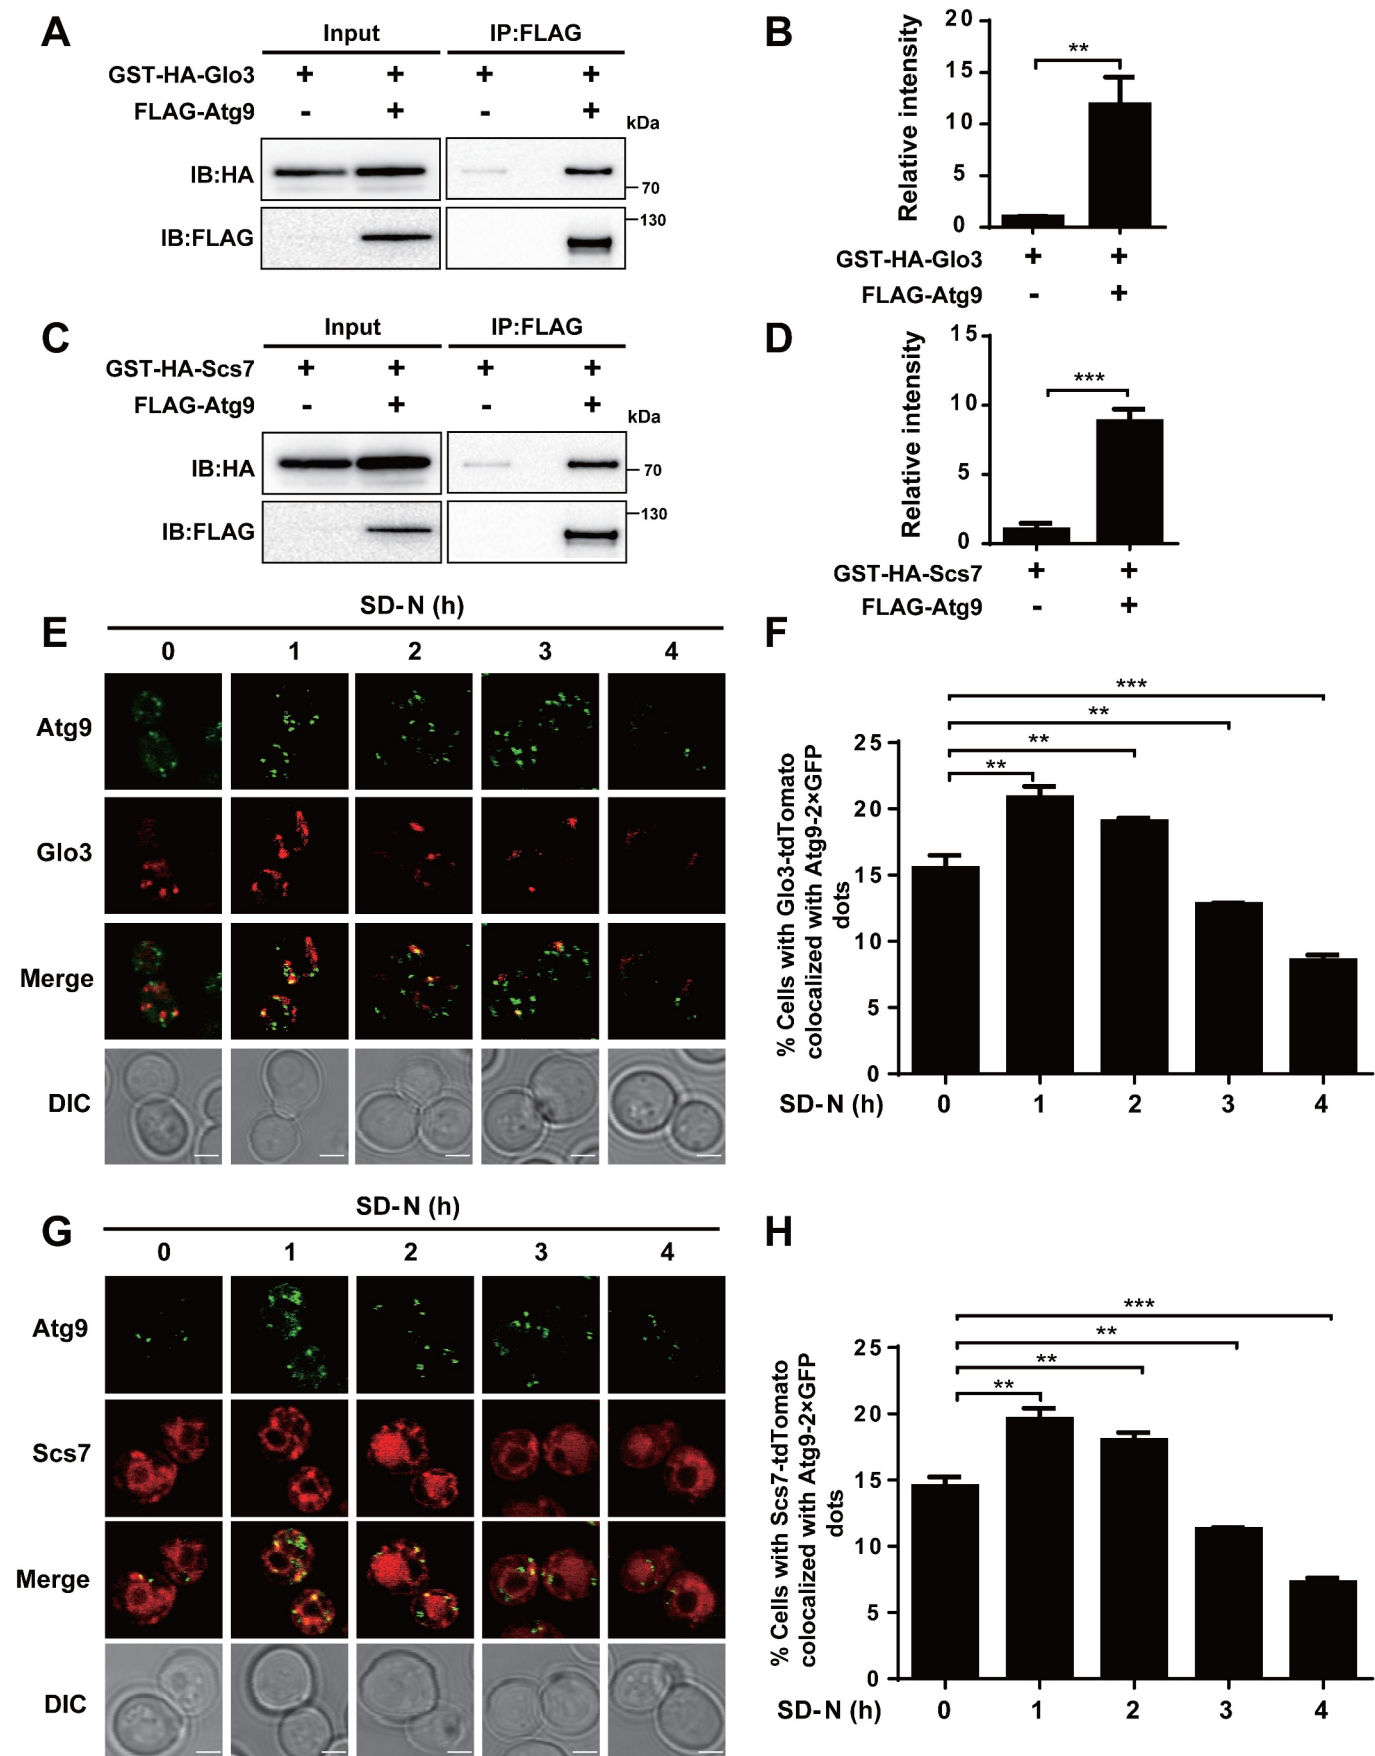 A
Input IP:FLAG
GST-HA-Glo3 + + + +
FLAG-Atg9 - + - +
kDa
IB:HA
70
130
IB:FLAG
B
Relative intensity
20
15
10
5
0
**
GST-HA-Glo3 + +
FLAG-Atg9 - +
C
Input IP:FLAG
GST-HA-Scs7 + + + +
FLAG-Atg9 - + - +
kDa
IB:HA
70
130
IB:FLAG
D
Relative intensity
15
10
5
0
***
GST-HA-Scs7 + +
FLAG-Atg9 - +
E
SD-N (h)
0 1 2 3 4
Atg9
Glo3
Merge
DIC
F
% Cells with Glo3-tdTomato
colocalized with Atg9-2×GFP
dots
***
**
**
**
25
20
15
10
5
0
SD-N (h) 0 1 2 3 4
G
SD-N (h)
0 1 2 3 4
Atg9
Scs7
Merge
DIC
H
% Cells with Scs7-tdTomato
colocalized with Atg9-2×GFP
dots
***
**
**
**
25
20
15
10
5
0
SD-N (h) 0 1 2 3 4